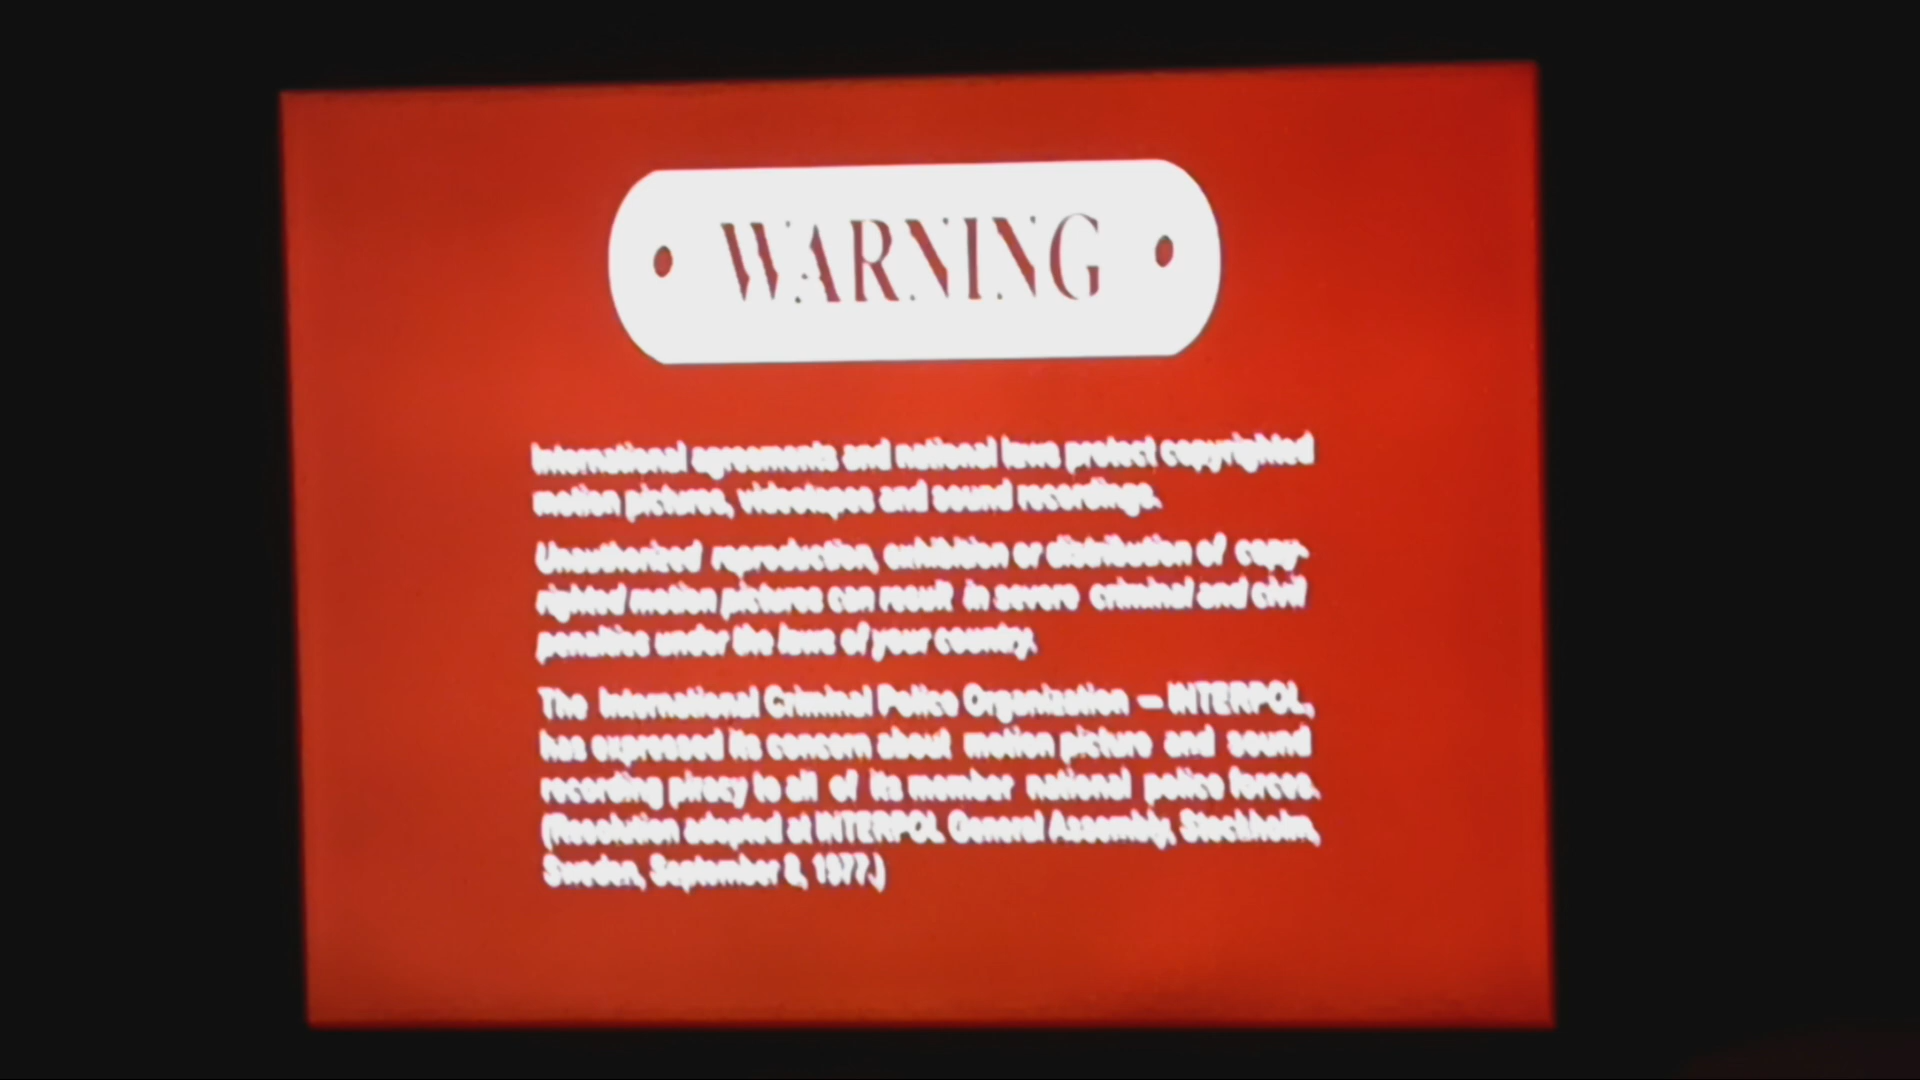 WARNING
International agreements and national laws protect copyrighted
motion pictures, videotapes and sound recordings.
Unauthorized reproduction, exhibition or distribution of copy-
righted motion pictures can result in severe criminal and civil
penalties under the laws of your country.
The International Criminal Police Organization — INTERPOL,
has expressed its concern about motion picture and sound
recording piracy to all of its member national police forces.
(Resolution adopted at INTERPOL General Assembly, Stockholm,
Sweden, September 8, 1977.)